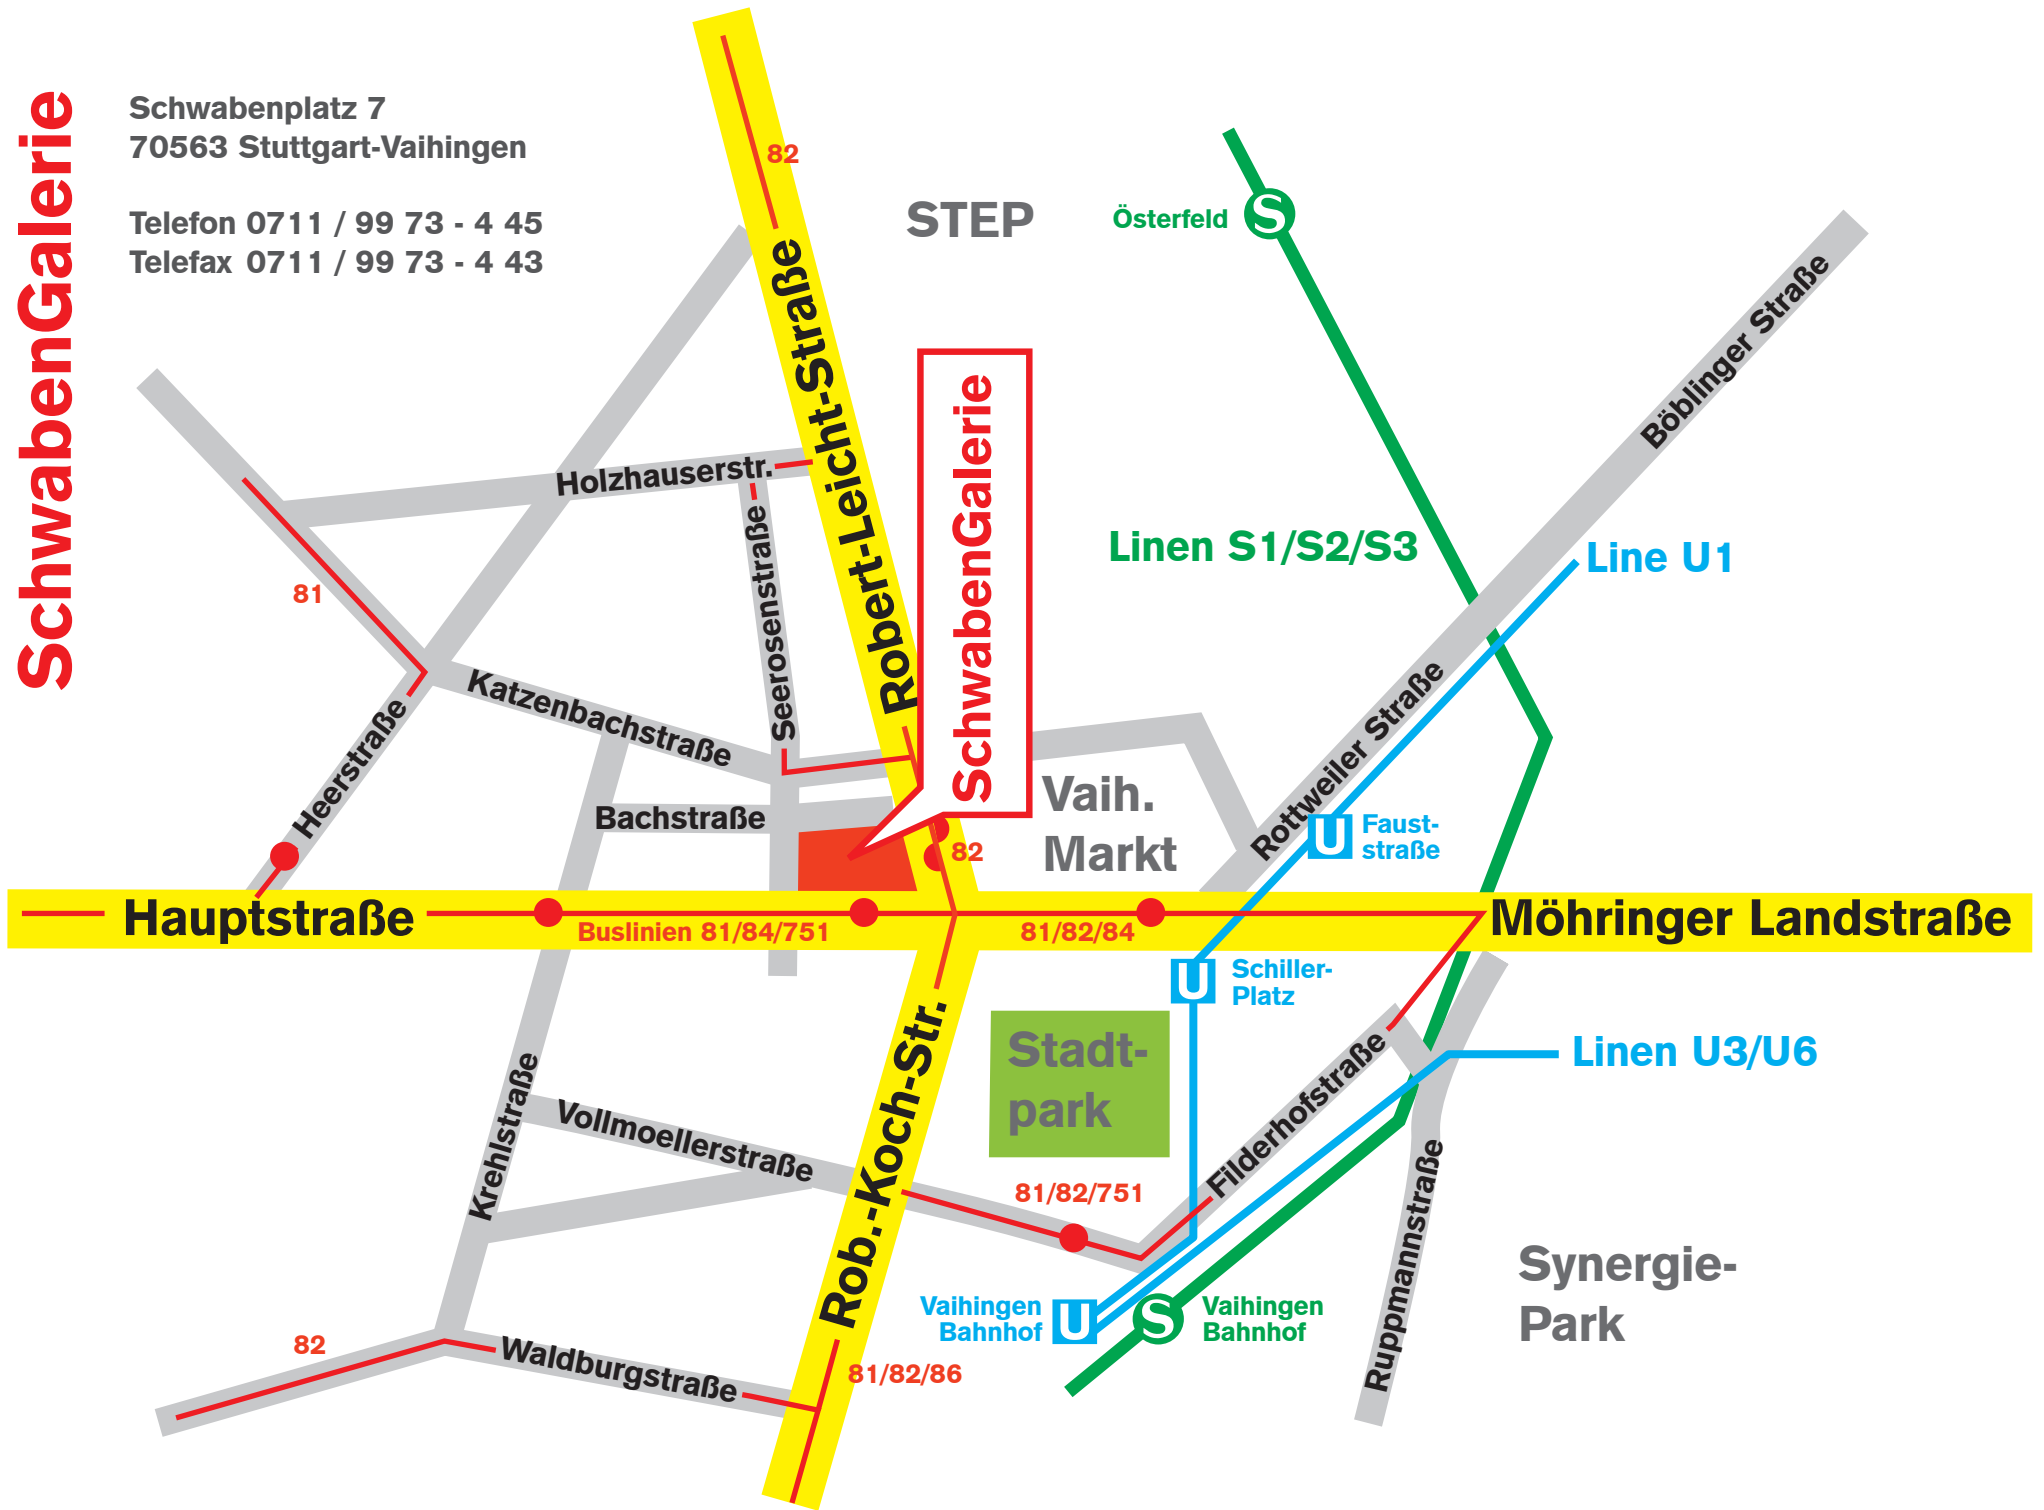 SchwabenGalerie
Schwabenplatz 7
70563 Stuttgart-Vaihingen
Telefon 0711 / 99 73 - 4 45
Telefax 0711 / 99 73 - 4 43
82
STEP
Österfeld
S
Robert-Leicht-Straße
Böblinger Straße
SchwabenGalerie
Holzhauserstr.
Linen S1/S2/S3
Line U1
81
Seerosenstraße
Katzenbachstraße
Heerstraße
Rottweiler Straße
Bachstraße
Vaih.
Markt
82
U
Faust-
straße
Hauptstraße
Buslinien 81/84/751
81/82/84
Möhringer Landstraße
U
Schiller-
Platz
Stadt-
park
Linen U3/U6
Rob.-Koch-Str.
Krehlstraße
Vollmoellerstraße
Filderhofstraße
Ruppmannstraße
81/82/751
Synergie-
Park
Vaihingen
Bahnhof
U
S
Vaihingen
Bahnhof
82
Waldburgstraße
81/82/86